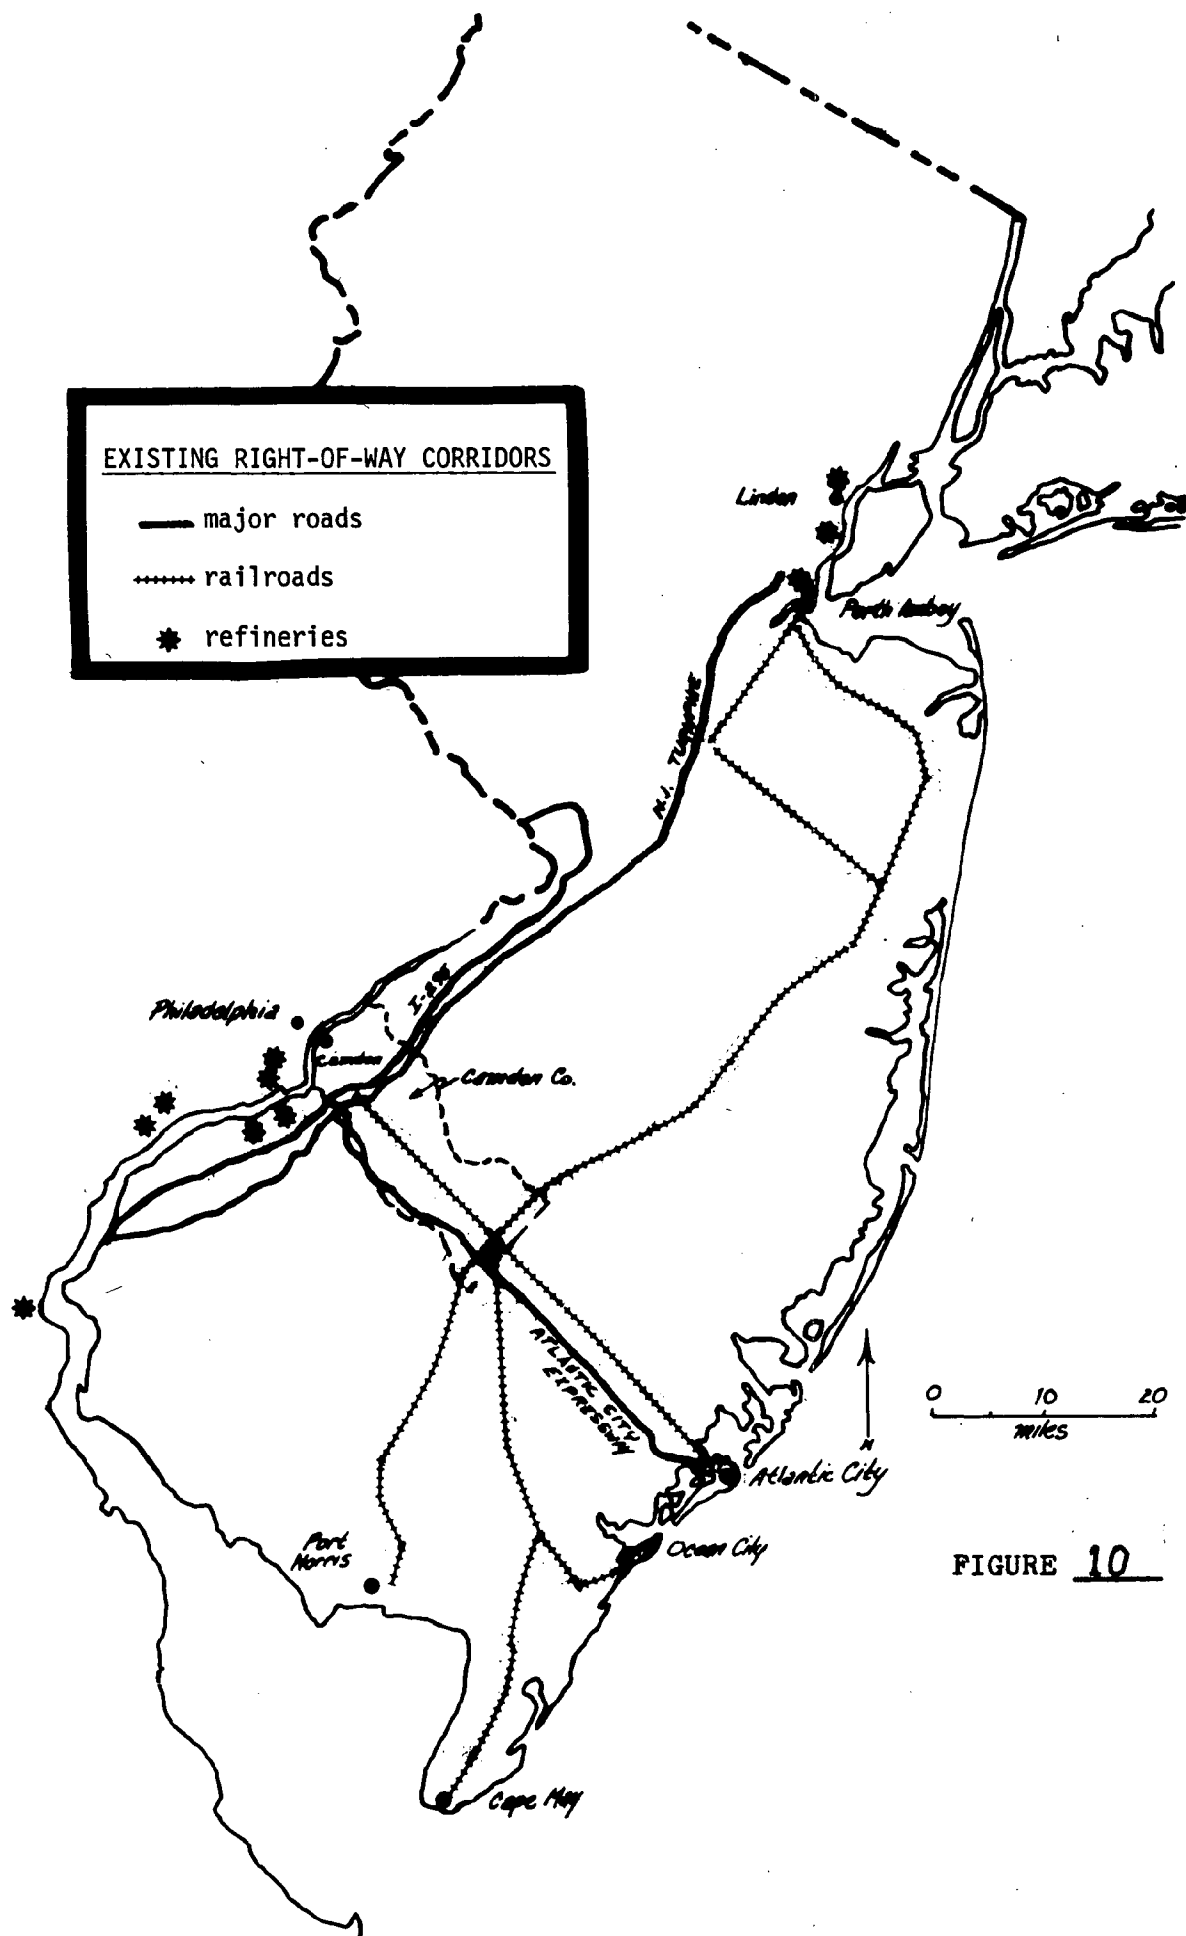 EXISTING RIGHT-OF-WAY CORRIDORS
major roads
railroads
refineries
Linden
Perth Amboy
N.J. TURNPIKE
I-295
Philadelphia
Camden
Camden Co.
ATLANTIC CITY
EXPRESSWAY
0 10 20
miles
N
Atlantic City
Ocean City
Port
Norris
Cape May
FIGURE 10